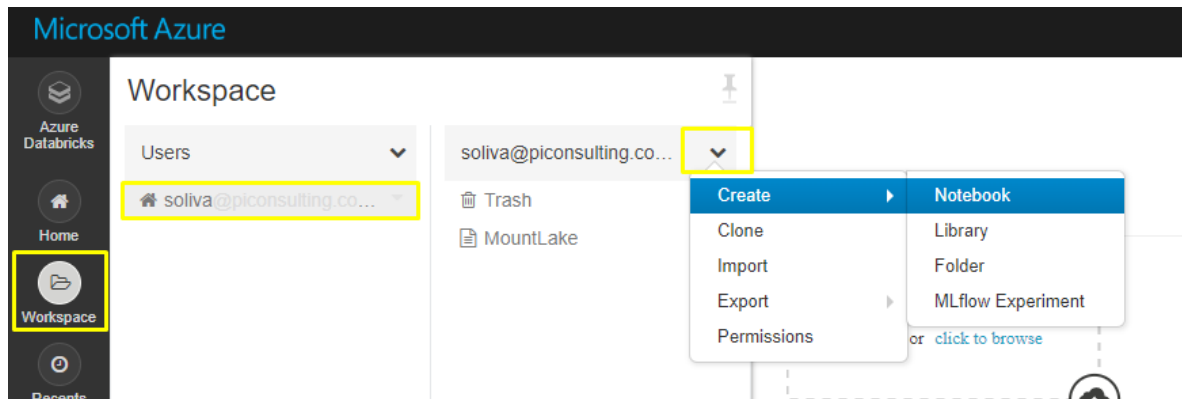 Microsoft Azure
Azure
Databricks
Home
Workspace
Recents
Workspace
Users
soliva@piconsulting.co...
soliva@piconsulting.co...
Trash
MountLake
Create
Clone
Import
Export
Permissions
Notebook
Library
Folder
MLflow Experiment
or click to browse